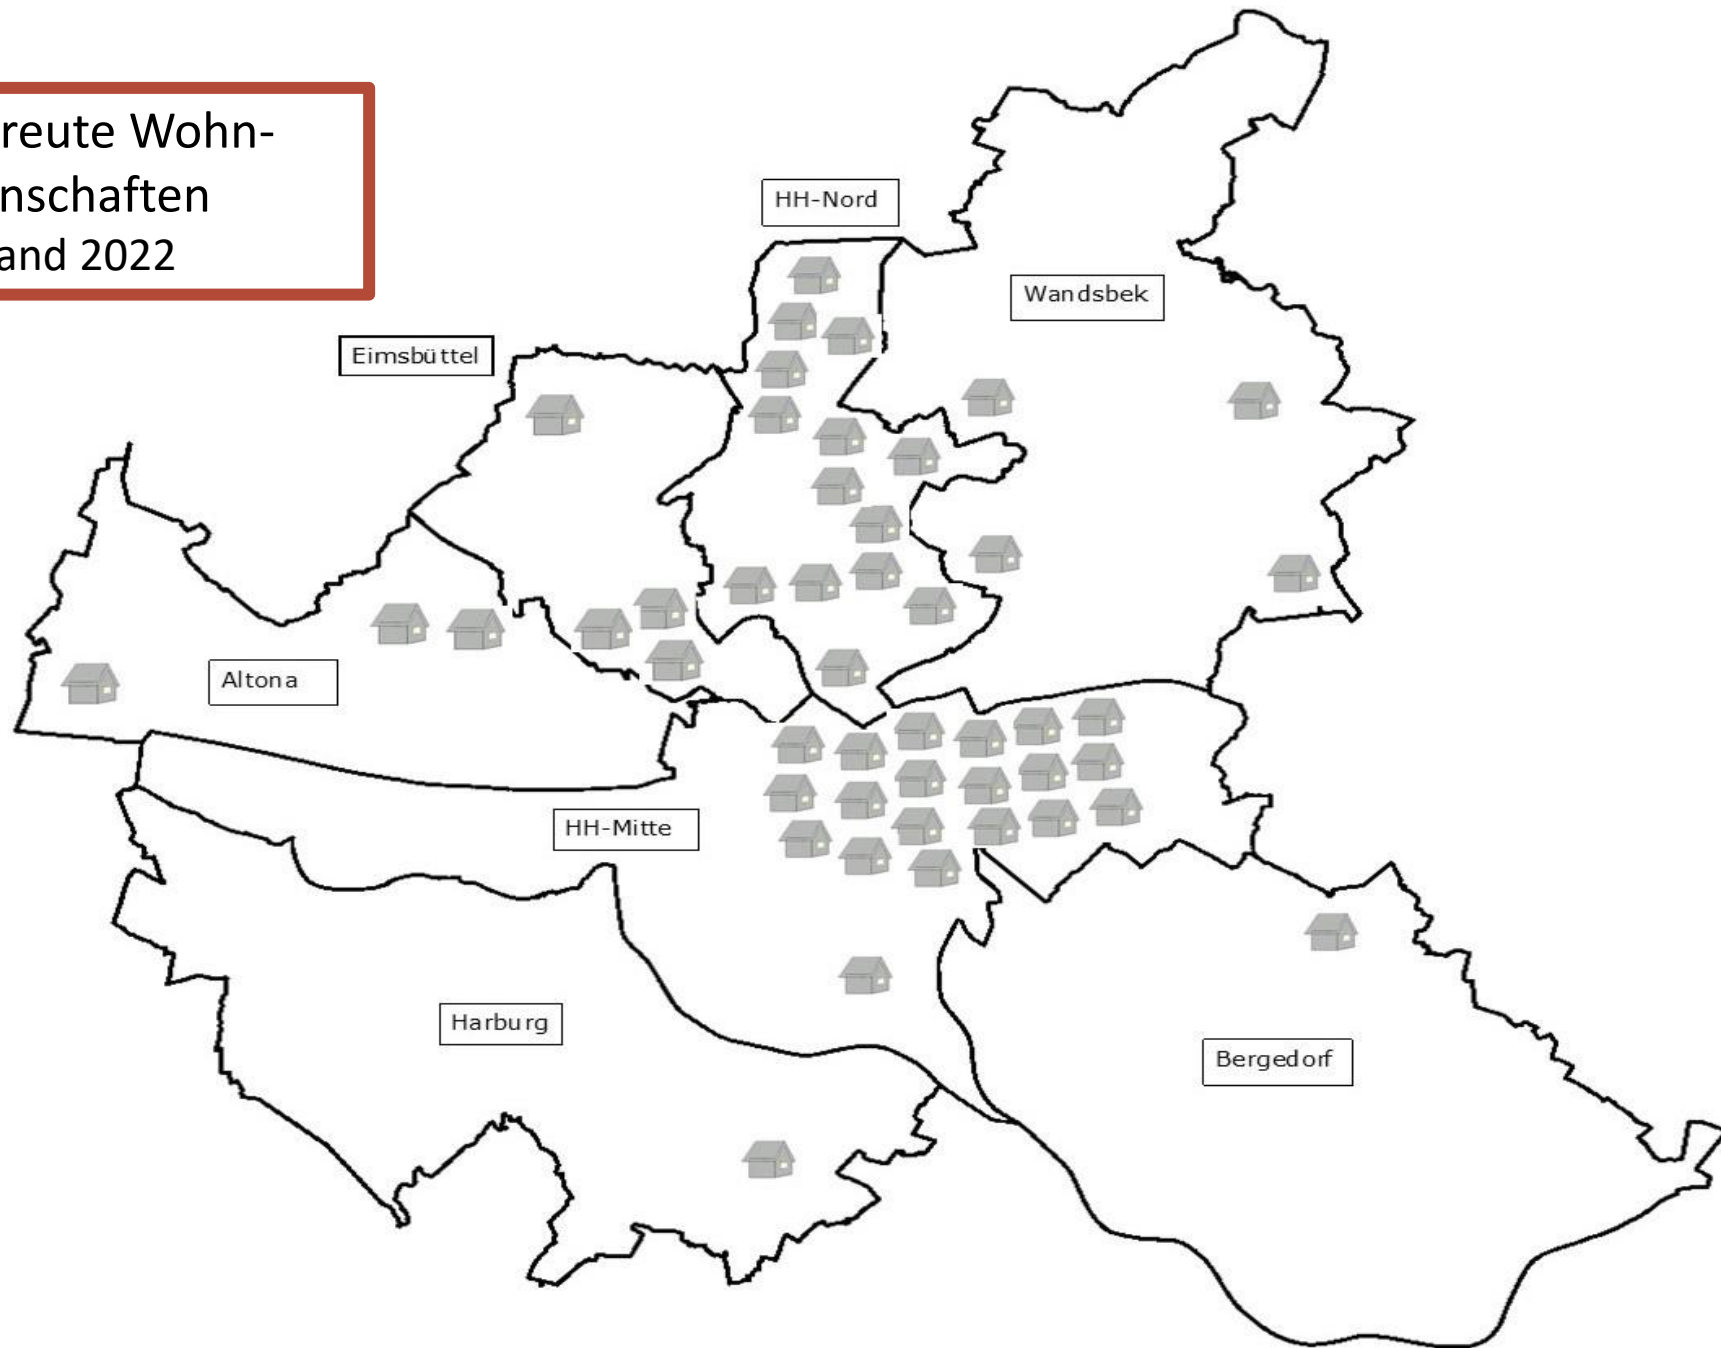 reute Wohn-
nschaften
and 2022
HH-Nord
Wandsbek
Eimsbüttel
Altona
HH-Mitte
Harburg
Bergedorf